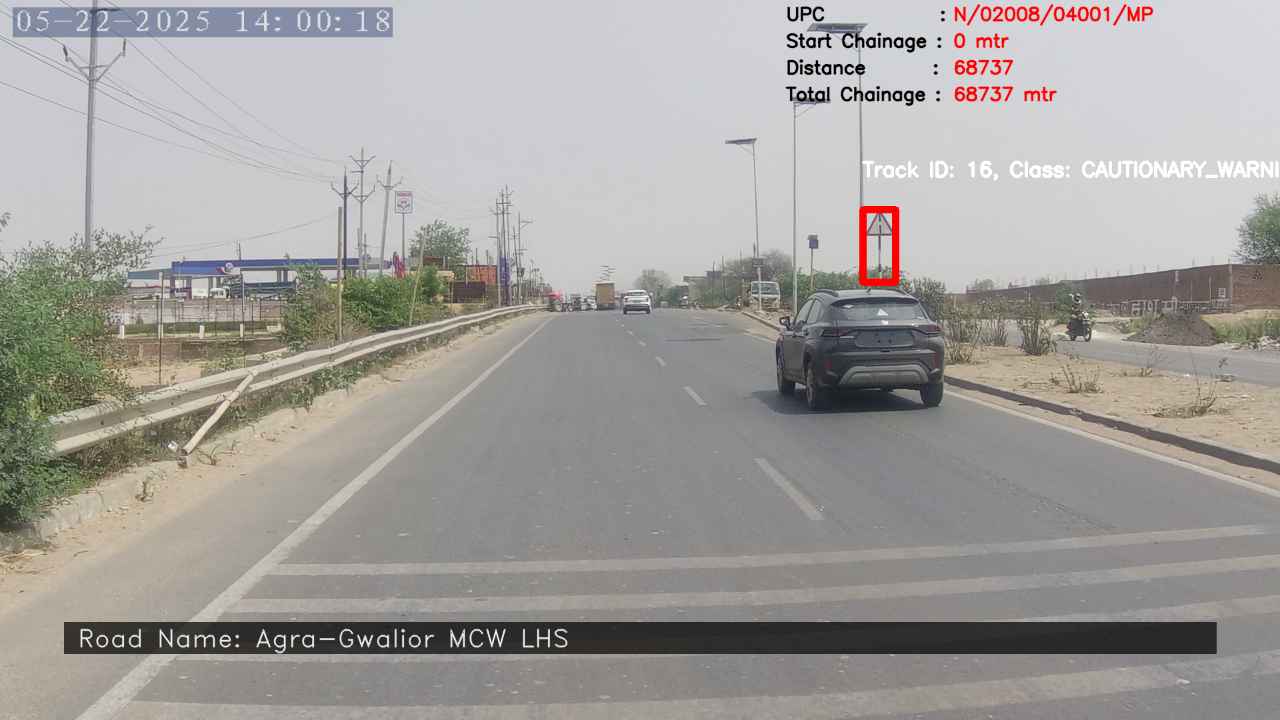 05-22-2025 14:00:18
UPC : N/02008/04001/MP
Start Chainage : 0 mtr
Distance : 68737
Total Chainage : 68737 mtr
Track ID: 16, Class: CAUTIONARY_WARNI
Road Name: Agra-Gwalior MCW LHS